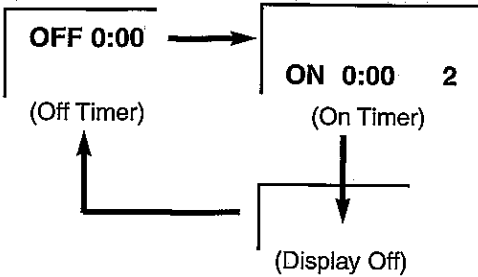 OFF 0:00
(Off Timer)
ON 0:00 2
(On Timer)
(Display Off)